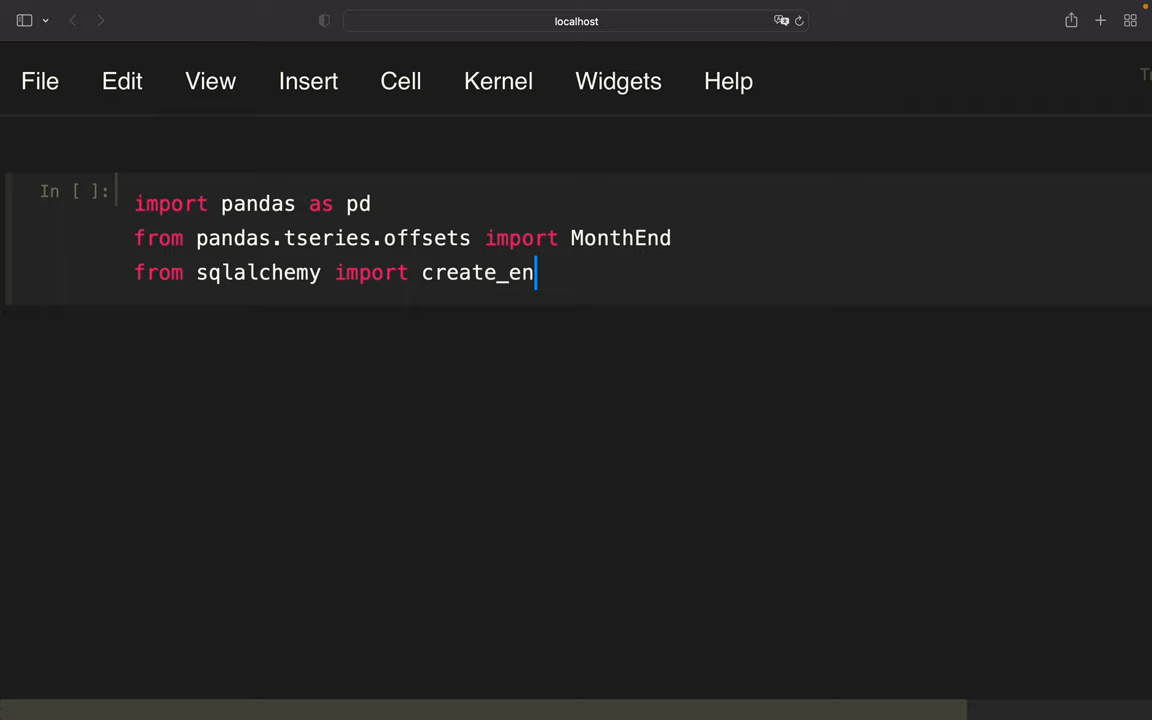 localhost
File Edit View Insert Cell Kernel Widgets Help
In [ ]:
import pandas as pd
from pandas.tseries.offsets import MonthEnd
from sqlalchemy import create_en